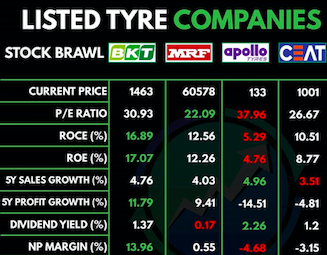 LISTED TYRE COMPANIES
STOCK BRAWL BKT MRF apollo TYRES CEAT
CURRENT PRICE 1463 60578 133 1001
P/E RATIO 30.93 22.09 37.96 26.67
ROCE (%) 16.89 12.56 5.29 10.51
ROE (%) 17.07 12.26 4.76 8.77
5Y SALES GROWTH (%) 4.76 4.03 4.96 3.51
5Y PROFIT GROWTH (%) 11.79 9.41 -14.51 -4.81
DIVIDEND YIELD (%) 1.37 0.17 2.26 1.2
NP MARGIN (%) 13.96 0.55 -4.68 -3.15